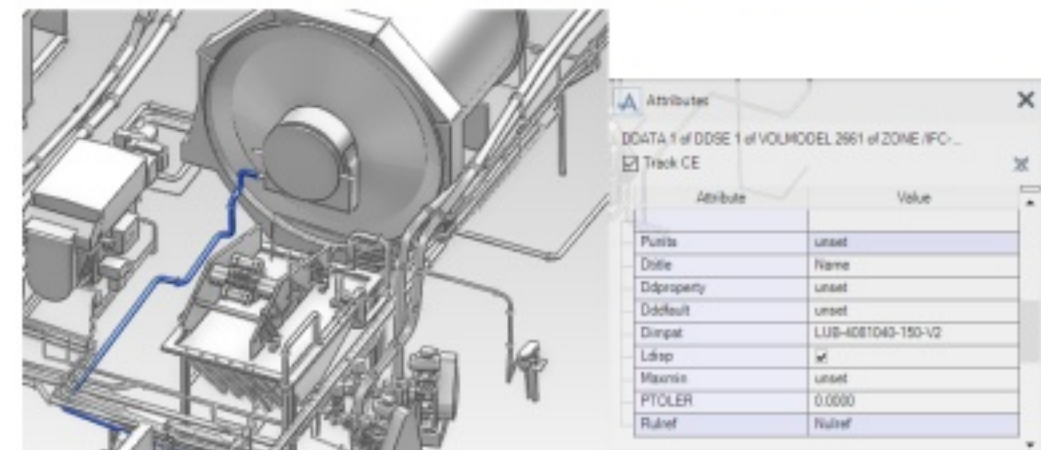 Attributes
DDATA 1 of DDSE 1 of VOLMODEL 2661 of ZONE /IFC-...
Track CE
Attribute Value
Punits unset
Dtitle Name
Ddproperty unset
Dddfault unset
Dimpat LUB-4081040-150-V2
Ldisp
Maxmin unset
PTOLER 0.0000
Rulref Nulref